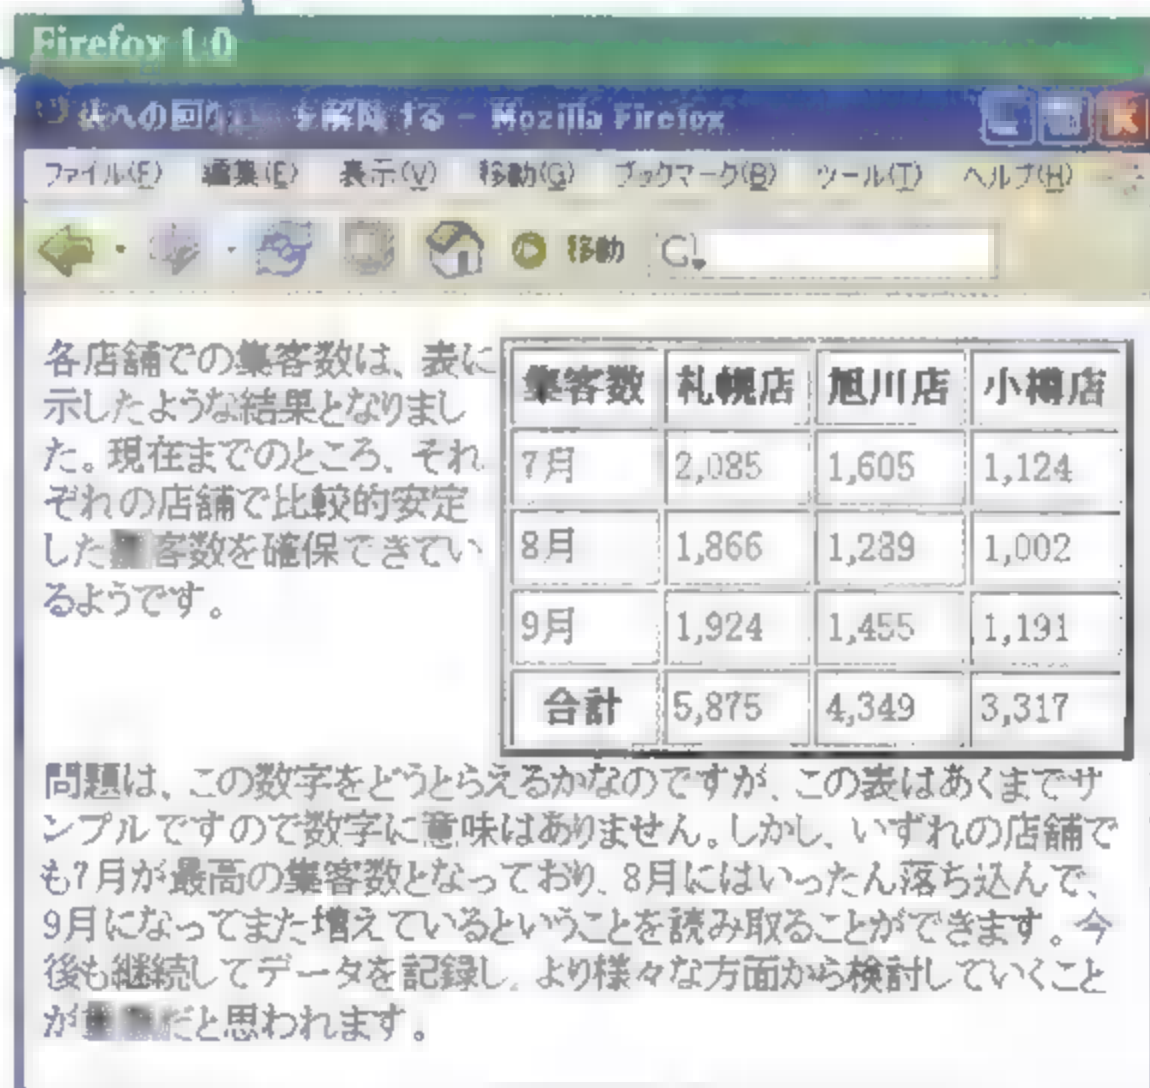 Firefox 1.0
への回り を解除する - Mozilla Firefox
ファイル(F) 編集(E) 表示(V) 移動(G) ブックマーク(B) ツール(T) ヘルプ(H)
移動
各店舗での集客数は、表に
示したような結果となりまし
た。現在までのところ、それ
ぞれの店舗で比較的安定
した 客数を確保できてい
るようです。
集客数 札幌店 旭川店 小樽店
7月 2,085 1,605 1,124
8月 1,866 1,289 1,002
9月 1,924 1,455 1,191
合計 5,875 4,349 3,317
問題は、この数字をどうとらえるかなのですが、この表はあくまでサ
ンプルですので数字に意味はありません。しかし、いずれの店舗で
も7月が最高の集客数となっており、8月にはいったん落ち込んで、
9月になってまた増えているということを読み取ることができます。今
後も継続してデータを記録し、より様々な方面から検討していくこと
が だと思われます。